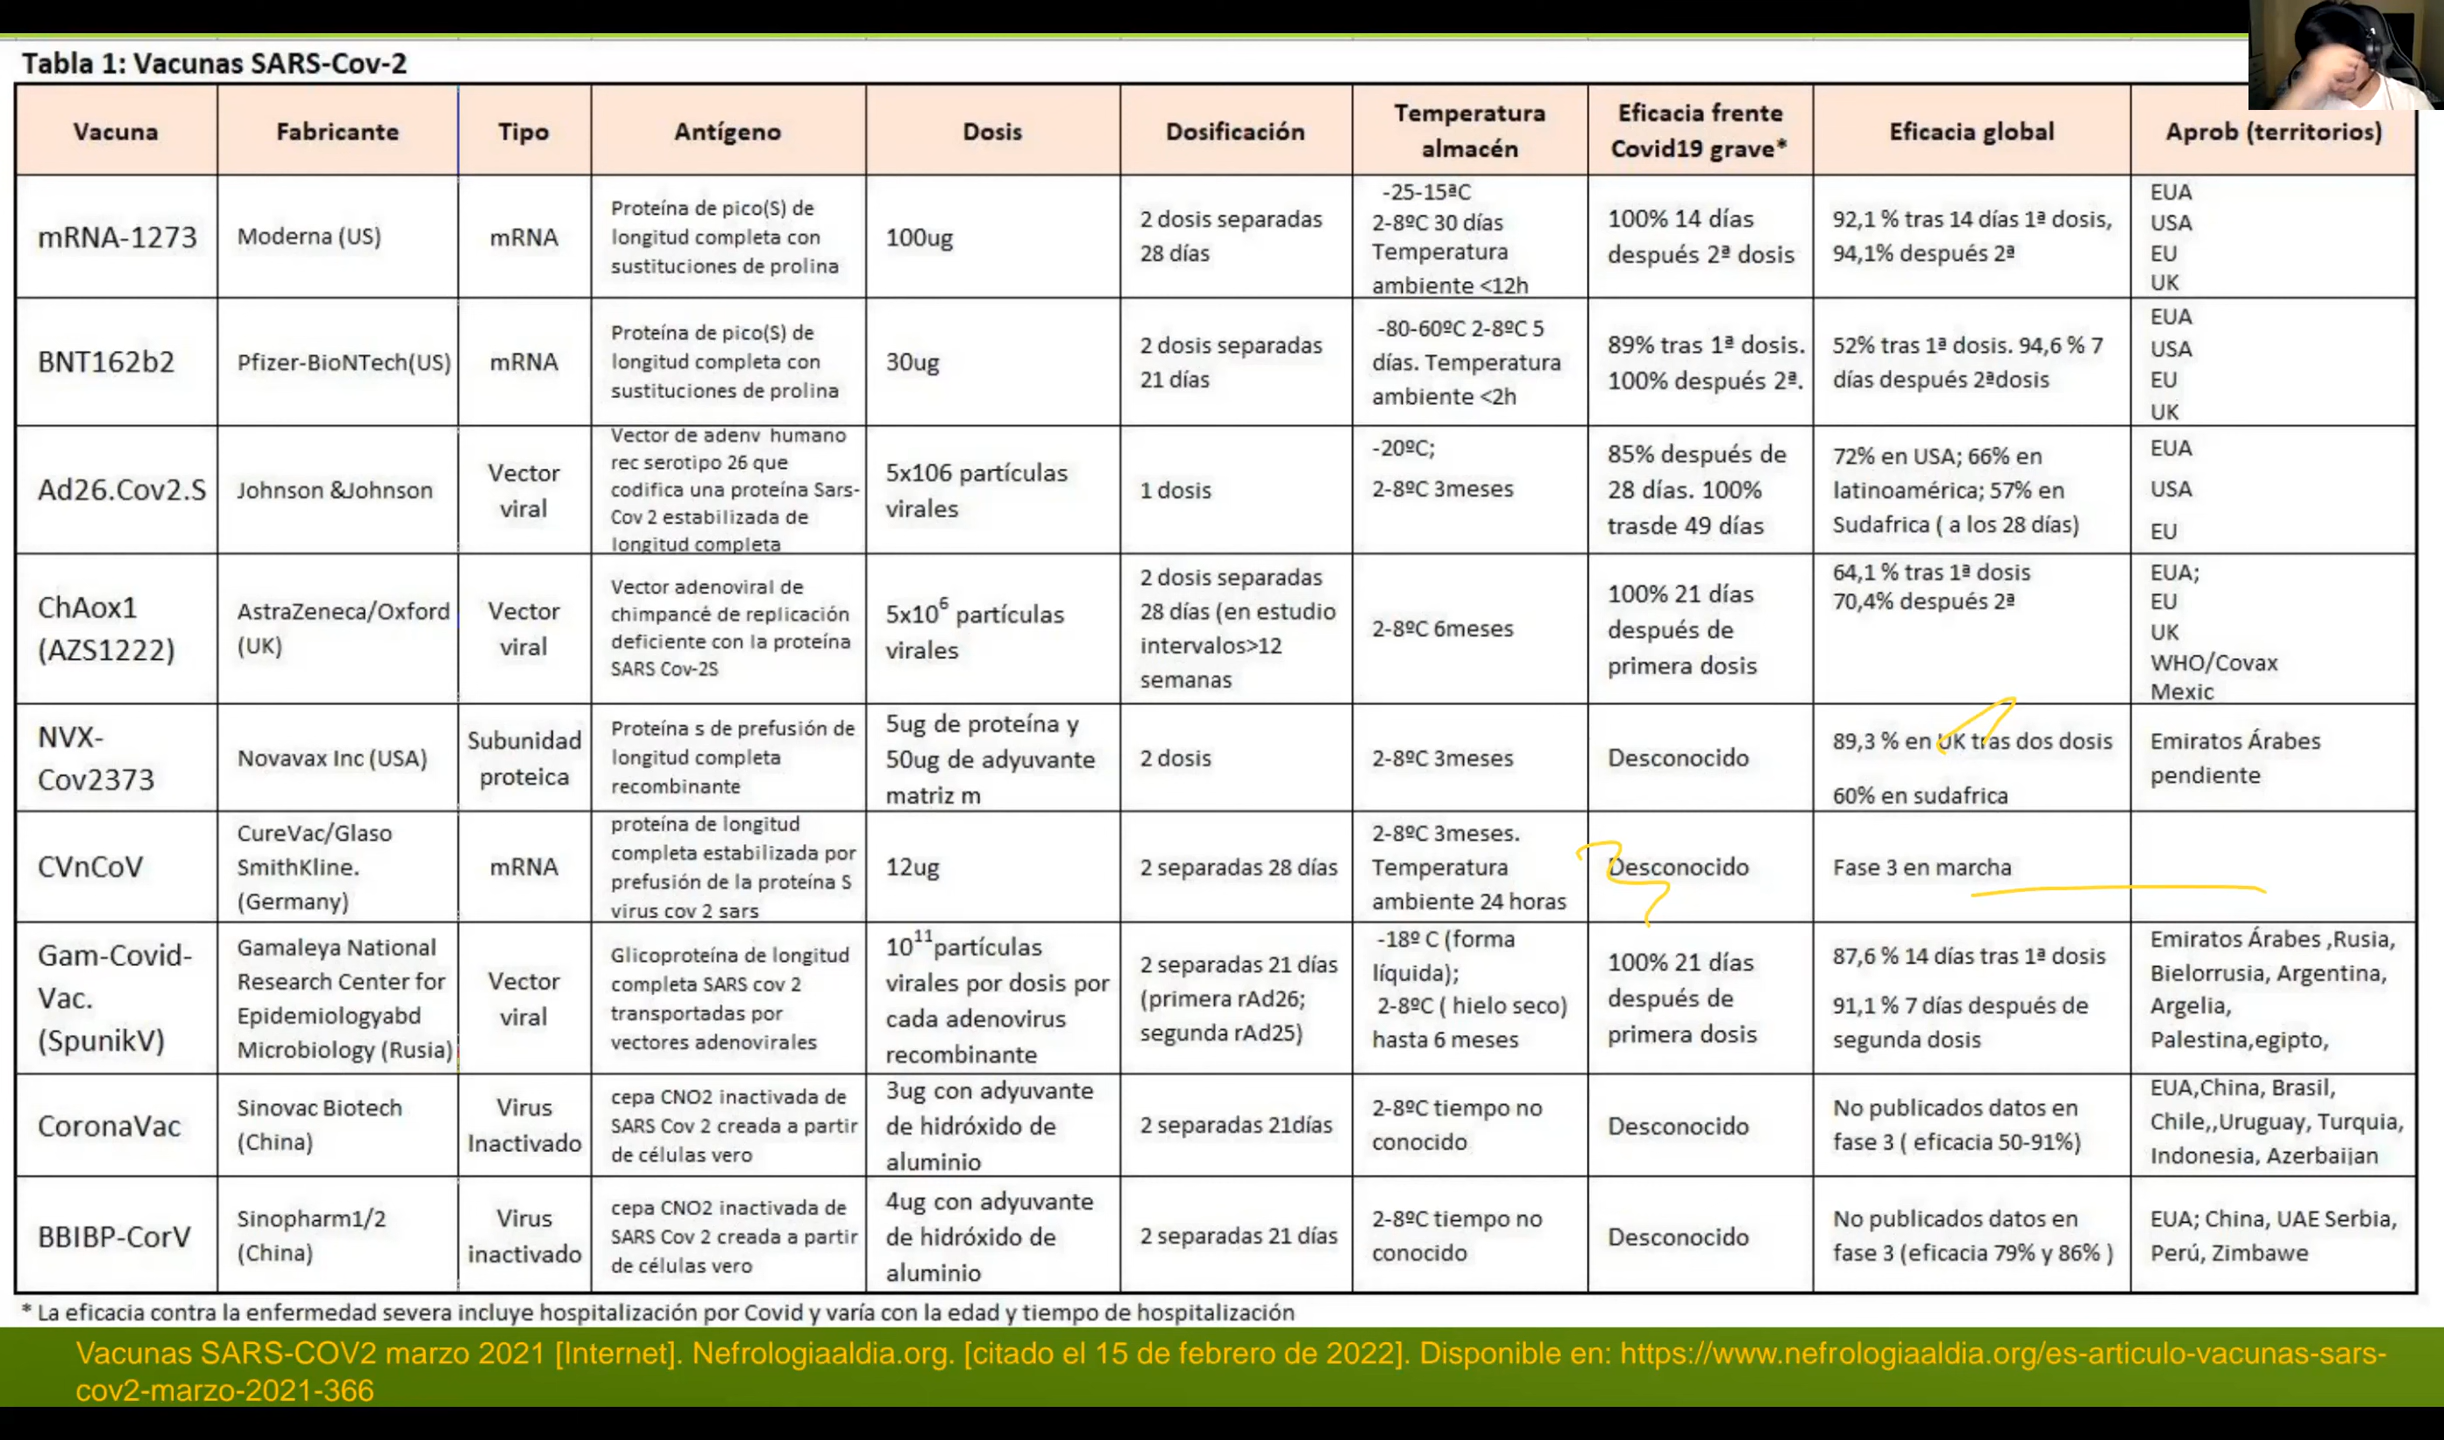 Tabla 1: Vacunas SARS-Cov-2
Vacuna
Fabricante
Tipo
Antígeno
Dosis
Dosificación
Temperatura
almacén
Eficacia frente
Covid19 grave*
Eficacia global
Aprob (territorios)
mRNA-1273
Moderna (US)
mRNA
Proteína de pico(S) de
longitud completa con
sustituciones de prolina
100ug
2 dosis separadas
28 días
-25-15ªC
2-8ºC 30 días
Temperatura
ambiente <12h
100% 14 días
después 2ª dosis
92,1 % tras 14 días 1ª dosis,
94,1% después 2ª
EUA
USA
EU
UK
BNT162b2
Pfizer-BioNTech(US)
mRNA
Proteína de pico(S) de
longitud completa con
sustituciones de prolina
30ug
2 dosis separadas
21 días
-80-60ºC 2-8ºC 5
días. Temperatura
ambiente <2h
89% tras 1ª dosis.
100% después 2ª.
52% tras 1ª dosis. 94,6 % 7
días después 2ªdosis
EUA
USA
EU
UK
Ad26.Cov2.S
Johnson &Johnson
Vector
viral
Vector de adenv humano
rec serotipo 26 que
codifica una proteína Sars-
Cov 2 estabilizada de
longitud completa
5x106 partículas
virales
1 dosis
-20ºC;
2-8ºC 3meses
85% después de
28 días. 100%
trasde 49 días
72% en USA; 66% en
latinoamérica; 57% en
Sudafrica ( a los 28 días)
EUA
USA
EU
ChAox1
(AZS1222)
AstraZeneca/Oxford
(UK)
Vector
viral
Vector adenoviral de
chimpancé de replicación
deficiente con la proteína
SARS Cov-2S
5x10⁶ partículas
virales
2 dosis separadas
28 días (en estudio
intervalos>12
semanas
2-8ºC 6meses
100% 21 días
después de
primera dosis
64,1 % tras 1ª dosis
70,4% después 2ª
EUA;
EU
UK
WHO/Covax
Mexic
NVX-
Cov2373
Novavax Inc (USA)
Subunidad
proteica
Proteína s de prefusión de
longitud completa
recombinante
5ug de proteína y
50ug de adyuvante
matriz m
2 dosis
2-8ºC 3meses
Desconocido
89,3 % en UK tras dos dosis
60% en sudafrica
Emiratos Árabes
pendiente
CVnCoV
CureVac/Glaso
SmithKline.
(Germany)
mRNA
proteína de longitud
completa estabilizada por
prefusión de la proteína S
virus cov 2 sars
12ug
2 separadas 28 días
2-8ºC 3meses.
Temperatura
ambiente 24 horas
Desconocido
Fase 3 en marcha
Gam-Covid-
Vac.
(SpunikV)
Gamaleya National
Research Center for
Epidemiologyabd
Microbiology (Rusia)
Vector
viral
Glicoproteína de longitud
completa SARS cov 2
transportadas por
vectores adenovirales
10¹¹partículas
virales por dosis por
cada adenovirus
recombinante
2 separadas 21 días
(primera rAd26;
segunda rAd25)
-18º C (forma
líquida);
2-8ºC ( hielo seco)
hasta 6 meses
100% 21 días
después de
primera dosis
87,6 % 14 días tras 1ª dosis
91,1 % 7 días después de
segunda dosis
Emiratos Árabes ,Rusia,
Bielorrusia, Argentina,
Argelia,
Palestina,egipto,
CoronaVac
Sinovac Biotech
(China)
Virus
Inactivado
cepa CNO2 inactivada de
SARS Cov 2 creada a partir
de células vero
3ug con adyuvante
de hidróxido de
aluminio
2 separadas 21días
2-8ºC tiempo no
conocido
Desconocido
No publicados datos en
fase 3 ( eficacia 50-91%)
EUA,China, Brasil,
Chile,,Uruguay, Turquia,
Indonesia, Azerbaijan
BBIBP-CorV
Sinopharm1/2
(China)
Virus
inactivado
cepa CNO2 inactivada de
SARS Cov 2 creada a partir
de células vero
4ug con adyuvante
de hidróxido de
aluminio
2 separadas 21 días
2-8ºC tiempo no
conocido
Desconocido
No publicados datos en
fase 3 (eficacia 79% y 86% )
EUA; China, UAE Serbia,
Perú, Zimbawe
* La eficacia contra la enfermedad severa incluye hospitalización por Covid y varía con la edad y tiempo de hospitalización
Vacunas SARS-COV2 marzo 2021 [Internet]. Nefrologiaaldia.org. [citado el 15 de febrero de 2022]. Disponible en: https://www.nefrologiaaldia.org/es-articulo-vacunas-sars-
cov2-marzo-2021-366